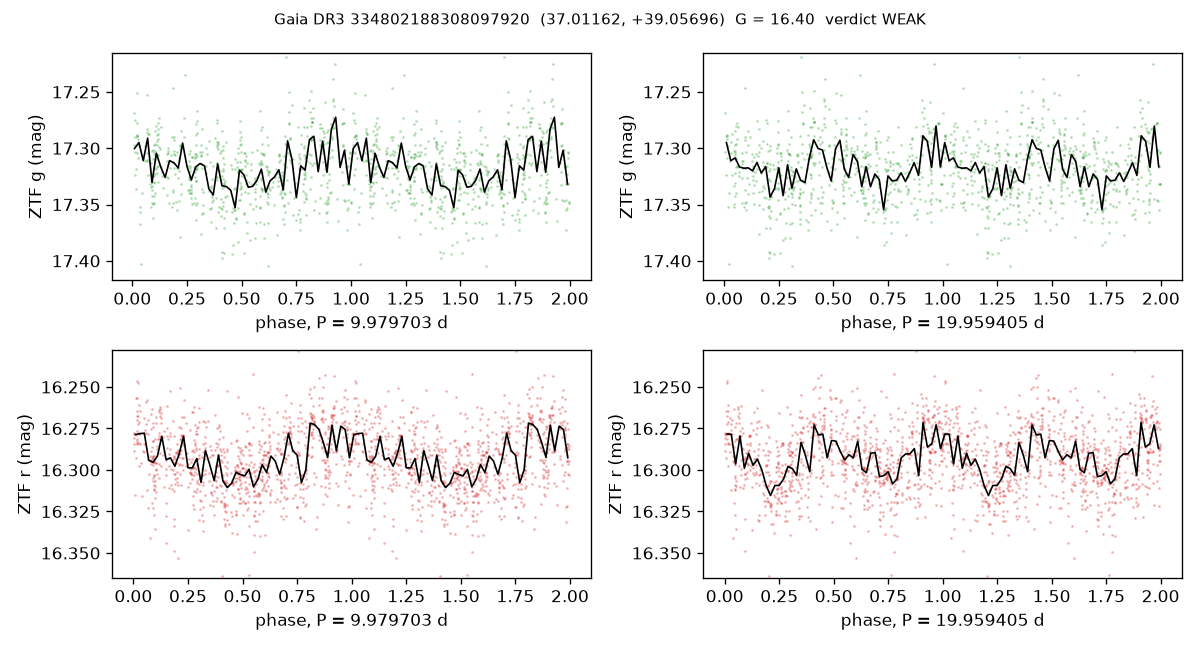 Gaia DR3 334802188308097920 (37.01162, +39.05696) G = 16.40 verdict WEAK
ZTF g (mag)
17.25
17.30
17.35
17.40
0.00 0.25 0.50 0.75 1.00 1.25 1.50 1.75 2.00
phase, P = 9.979703 d
ZTF g (mag)
17.25
17.30
17.35
17.40
0.00 0.25 0.50 0.75 1.00 1.25 1.50 1.75 2.00
phase, P = 19.959405 d
ZTF r (mag)
16.250
16.275
16.300
16.325
16.350
0.00 0.25 0.50 0.75 1.00 1.25 1.50 1.75 2.00
phase, P = 9.979703 d
ZTF r (mag)
16.250
16.275
16.300
16.325
16.350
0.00 0.25 0.50 0.75 1.00 1.25 1.50 1.75 2.00
phase, P = 19.959405 d